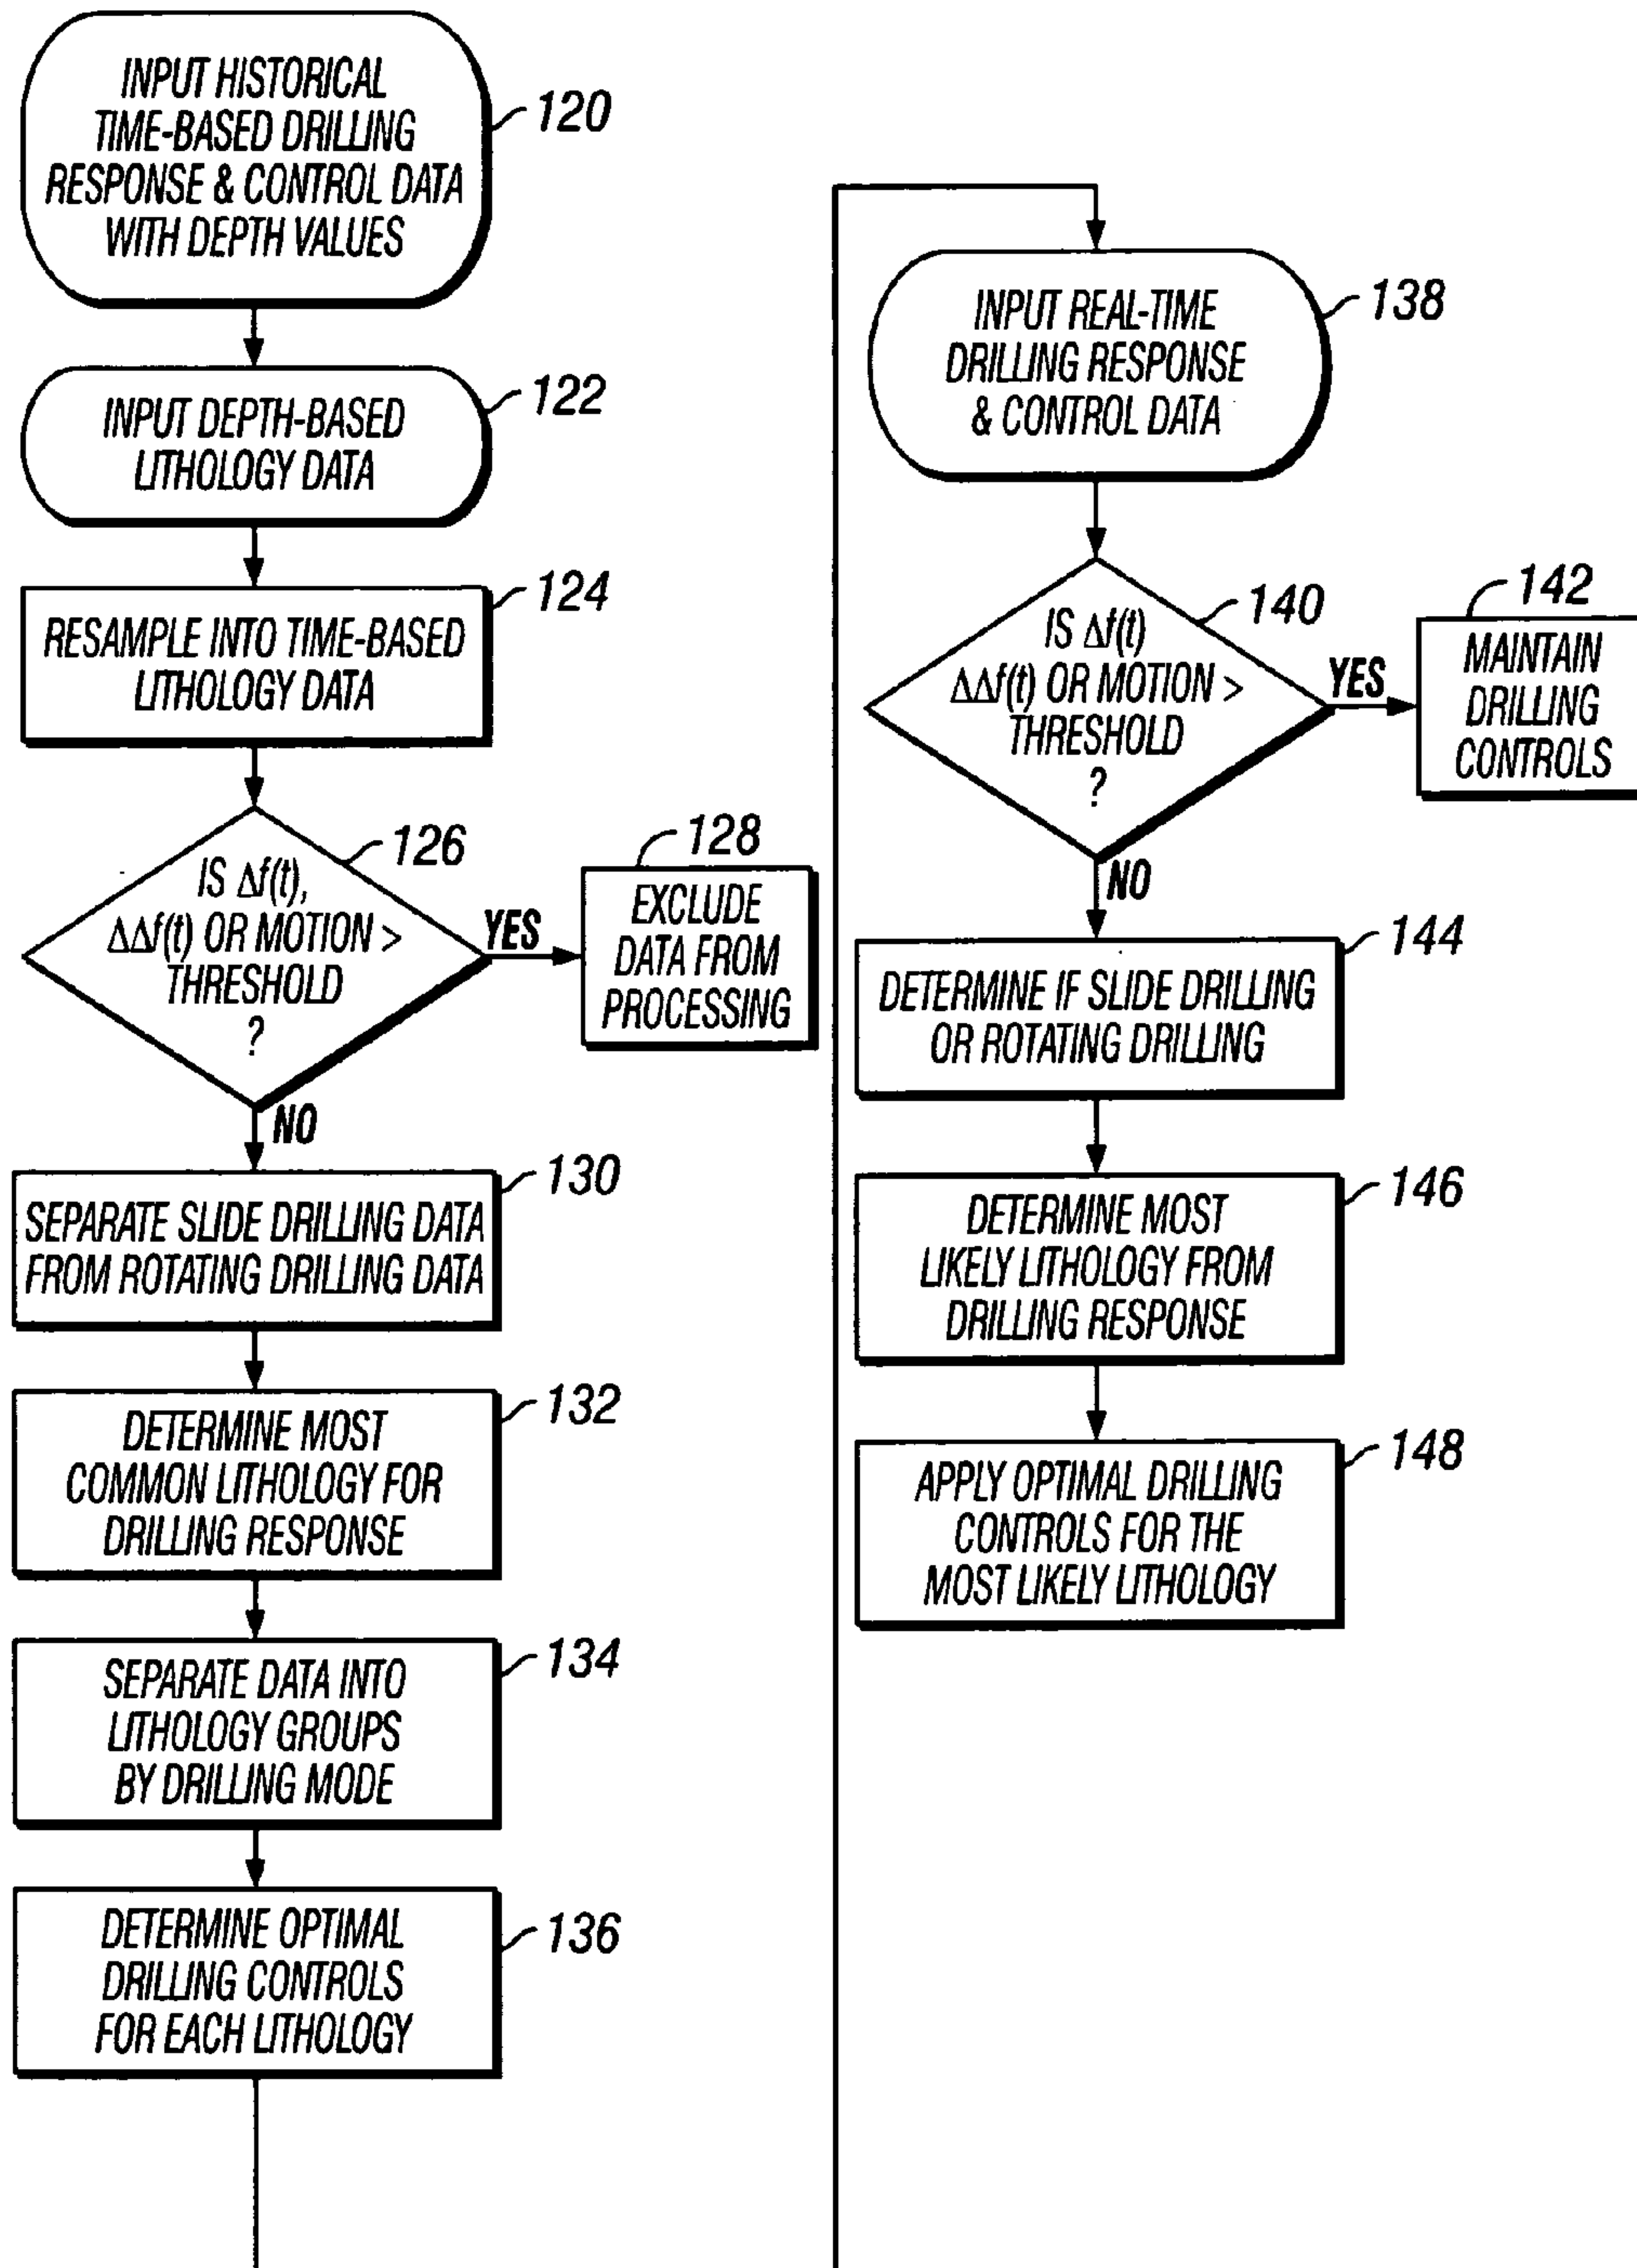 INPUT HISTORICAL
TIME-BASED DRILLING
RESPONSE & CONTROL DATA
WITH DEPTH VALUES
120
INPUT DEPTH-BASED
LITHOLOGY DATA
122
RESAMPLE INTO TIME-BASED
LITHOLOGY DATA
124
IS Δf(t),
ΔΔf(t) OR MOTION >
THRESHOLD
?
126
YES
128
EXCLUDE
DATA FROM
PROCESSING
NO
SEPARATE SLIDE DRILLING DATA
FROM ROTATING DRILLING DATA
130
DETERMINE MOST
COMMON LITHOLOGY FOR
DRILLING RESPONSE
132
SEPARATE DATA INTO
LITHOLOGY GROUPS
BY DRILLING MODE
134
DETERMINE OPTIMAL
DRILLING CONTROLS
FOR EACH LITHOLOGY
136
INPUT REAL-TIME
DRILLING RESPONSE
& CONTROL DATA
138
IS Δf(t)
ΔΔf(t) OR MOTION >
THRESHOLD
?
140
YES
142
MAINTAIN
DRILLING
CONTROLS
NO
DETERMINE IF SLIDE DRILLING
OR ROTATING DRILLING
144
DETERMINE MOST
LIKELY LITHOLOGY FROM
DRILLING RESPONSE
146
APPLY OPTIMAL DRILLING
CONTROLS FOR THE
MOST LIKELY LITHOLOGY
148